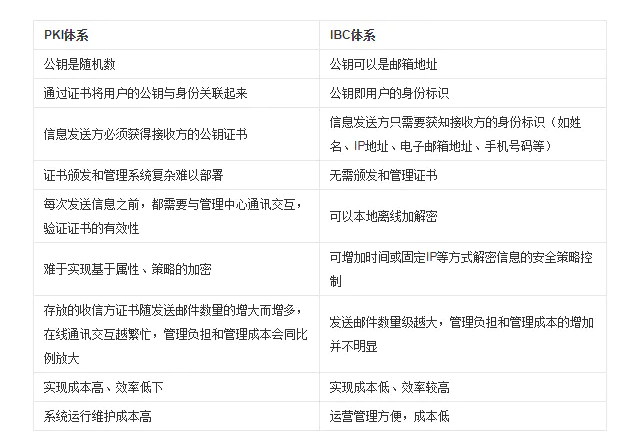 PKI体系
IBC体系
公钥是随机数
公钥可以是邮箱地址
通过证书将用户的公钥与身份关联起来
公钥即用户的身份标识
信息发送方必须获得接收方的公钥证书
信息发送方只需要获知接收方的身份标识（如姓
名、IP地址、电子邮箱地址、手机号码等）
证书颁发和管理系统复杂难以部署
无需颁发和管理证书
每次发送信息之前，都需要与管理中心通讯交互，
验证证书的有效性
可以本地离线加解密
难于实现基于属性、策略的加密
可增加时间或固定IP等方式解密信息的安全策略控
制
存放的收信方证书随发送邮件数量的增大而增多，
在线通讯交互越繁忙，管理负担和管理成本会同比
例放大
发送邮件数量级越大，管理负担和管理成本的增加
并不明显
实现成本高、效率低下
实现成本低、效率较高
系统运行维护成本高
运营管理方便，成本低